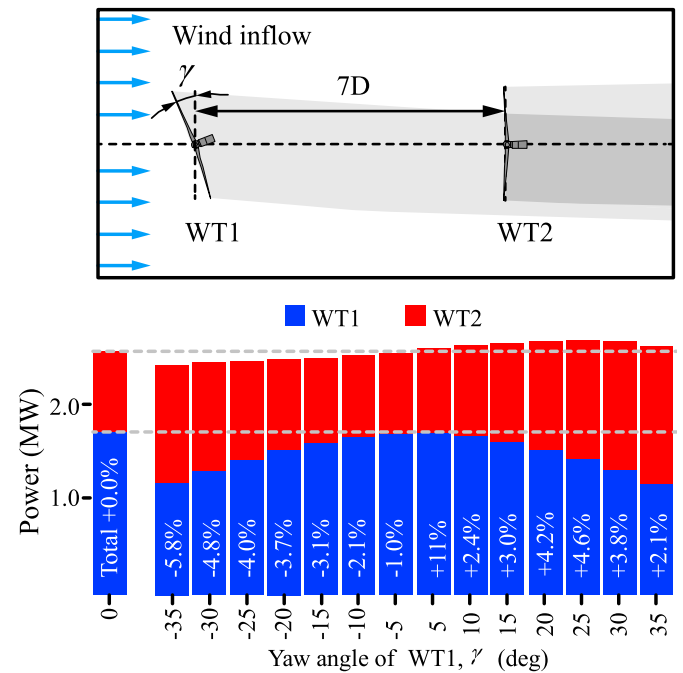 Wind inflow
γ
7D
WT1
WT2
WT1 WT2
Power (MW)
2.0
1.0
Total +0.0%
-5.8%
-4.8%
-4.0%
-3.7%
-3.1%
-2.1%
-1.0%
+11%
+2.4%
+3.0%
+4.2%
+4.6%
+3.8%
+2.1%
0 -35 -30 -25 -20 -15 -10 -5 5 10 15 20 25 30 35
Yaw angle of WT1, γ (deg)